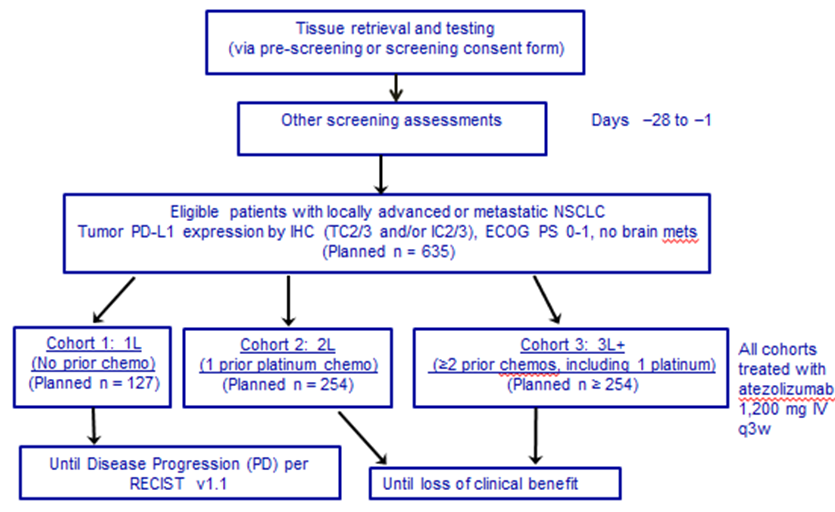 Tissue retrieval and testing
(via pre-screening or screening consent form)
Other screening assessments
Days –28 to –1
Eligible patients with locally advanced or metastatic NSCLC
Tumor PD-L1 expression by IHC (TC2/3 and/or IC2/3), ECOG PS 0-1, no brain mets
(Planned n = 635)
Cohort 1: 1L
(No prior chemo)
(Planned n = 127)
Cohort 2: 2L
(1 prior platinum chemo)
(Planned n = 254)
Cohort 3: 3L+
(≥2 prior chemos, including 1 platinum)
(Planned n ≥ 254)
All cohorts
treated with
atezolizumab
1,200 mg IV
q3w
Until Disease Progression (PD) per
RECIST v1.1
Until loss of clinical benefit